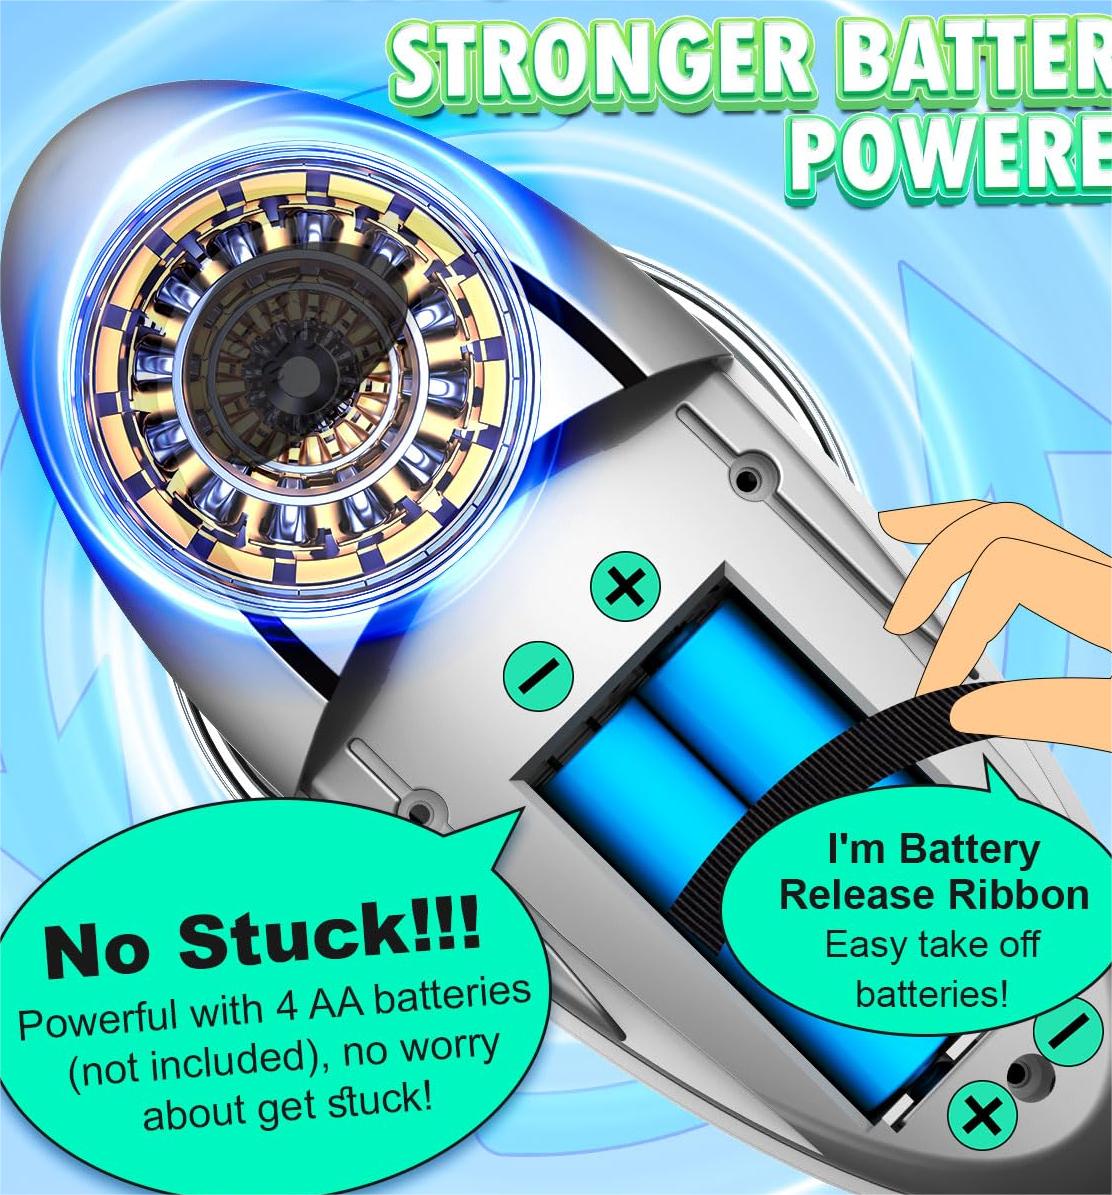 STRONGER BATTER
POWERE
I'm Battery
Release Ribbon
Easy take off
batteries!
No Stuck!!!
Powerful with 4 AA batteries
(not included), no worry
about get stuck!